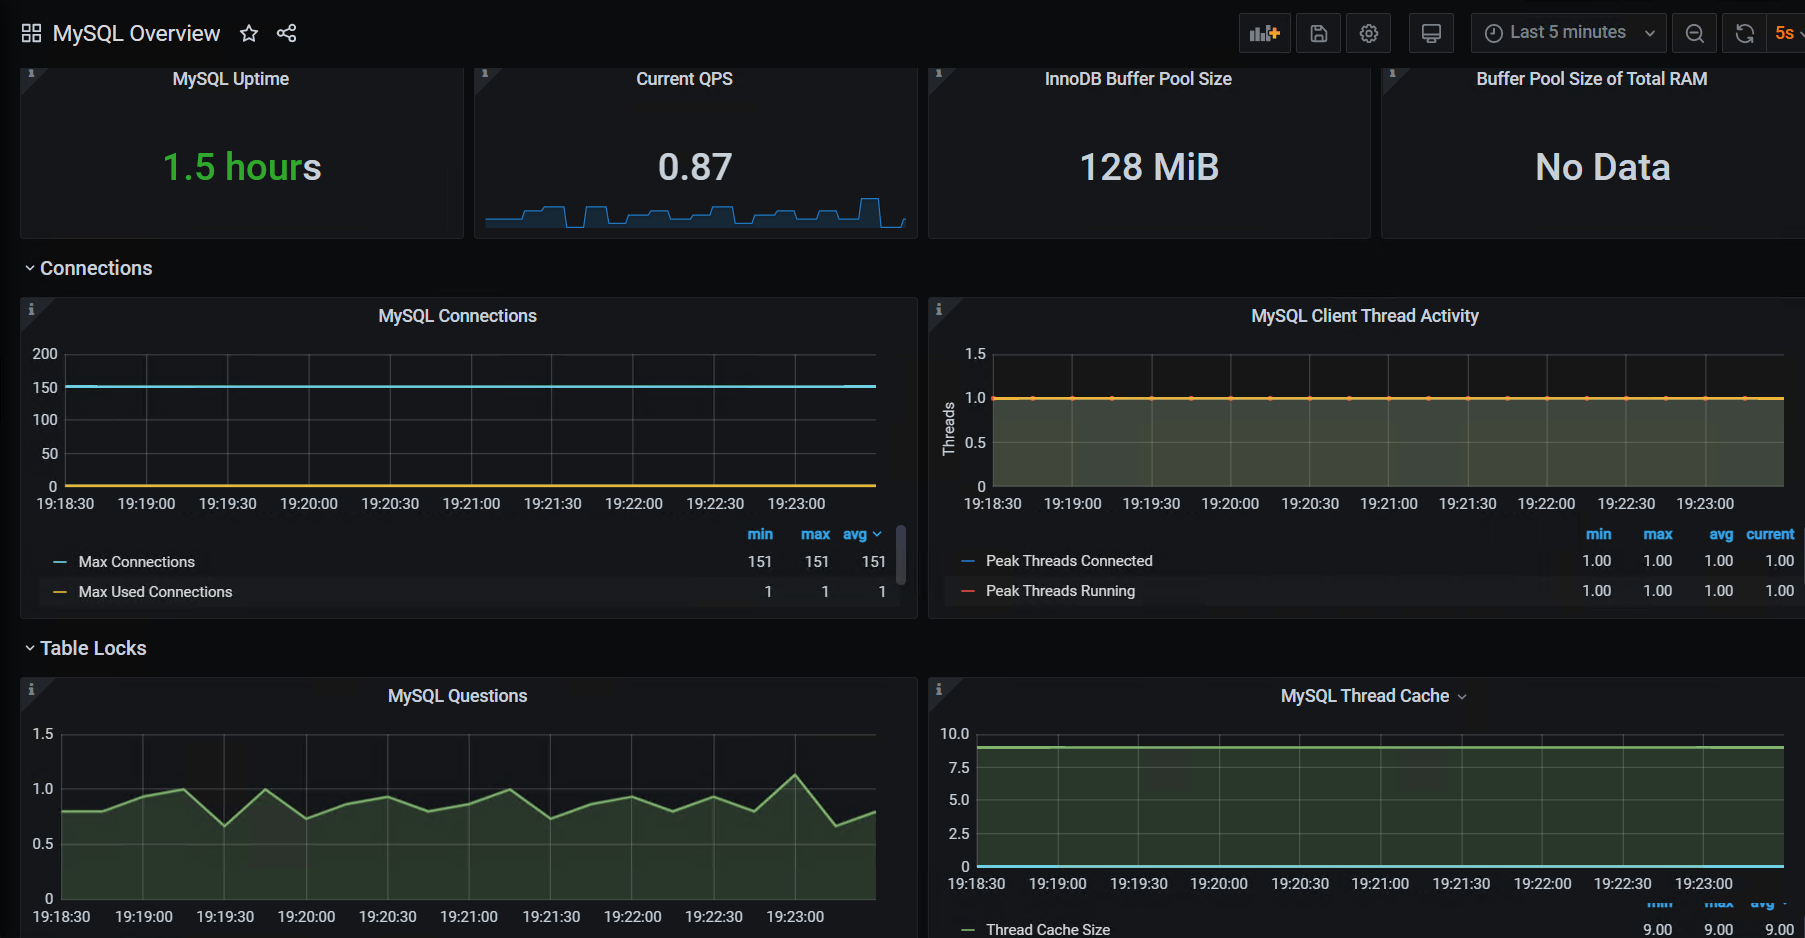 MySQL Overview
Last 5 minutes
5s
MySQL Uptime
Current QPS
InnoDB Buffer Pool Size
Buffer Pool Size of Total RAM
1.5 hours
0.87
128 MiB
No Data
Connections
MySQL Connections
200
150
100
50
0
19:18:30 19:19:00 19:19:30 19:20:00 19:20:30 19:21:00 19:21:30 19:22:00 19:22:30 19:23:00
min max avg
Max Connections 151 151 151
Max Used Connections 1 1 1
MySQL Client Thread Activity
Threads
1.5
1.0
0.5
0
19:18:30 19:19:00 19:19:30 19:20:00 19:20:30 19:21:00 19:21:30 19:22:00 19:22:30 19:23:00
min max avg current
Peak Threads Connected 1.00 1.00 1.00 1.00
Peak Threads Running 1.00 1.00 1.00 1.00
Table Locks
MySQL Questions
1.5
1.0
0.5
0
19:18:30 19:19:00 19:19:30 19:20:00 19:20:30 19:21:00 19:21:30 19:22:00 19:22:30 19:23:00
MySQL Thread Cache
10.0
7.5
5.0
2.5
0
19:18:30 19:19:00 19:19:30 19:20:00 19:20:30 19:21:00 19:21:30 19:22:00 19:22:30 19:23:00
min max avg
Thread Cache Size 9.00 9.00 9.00